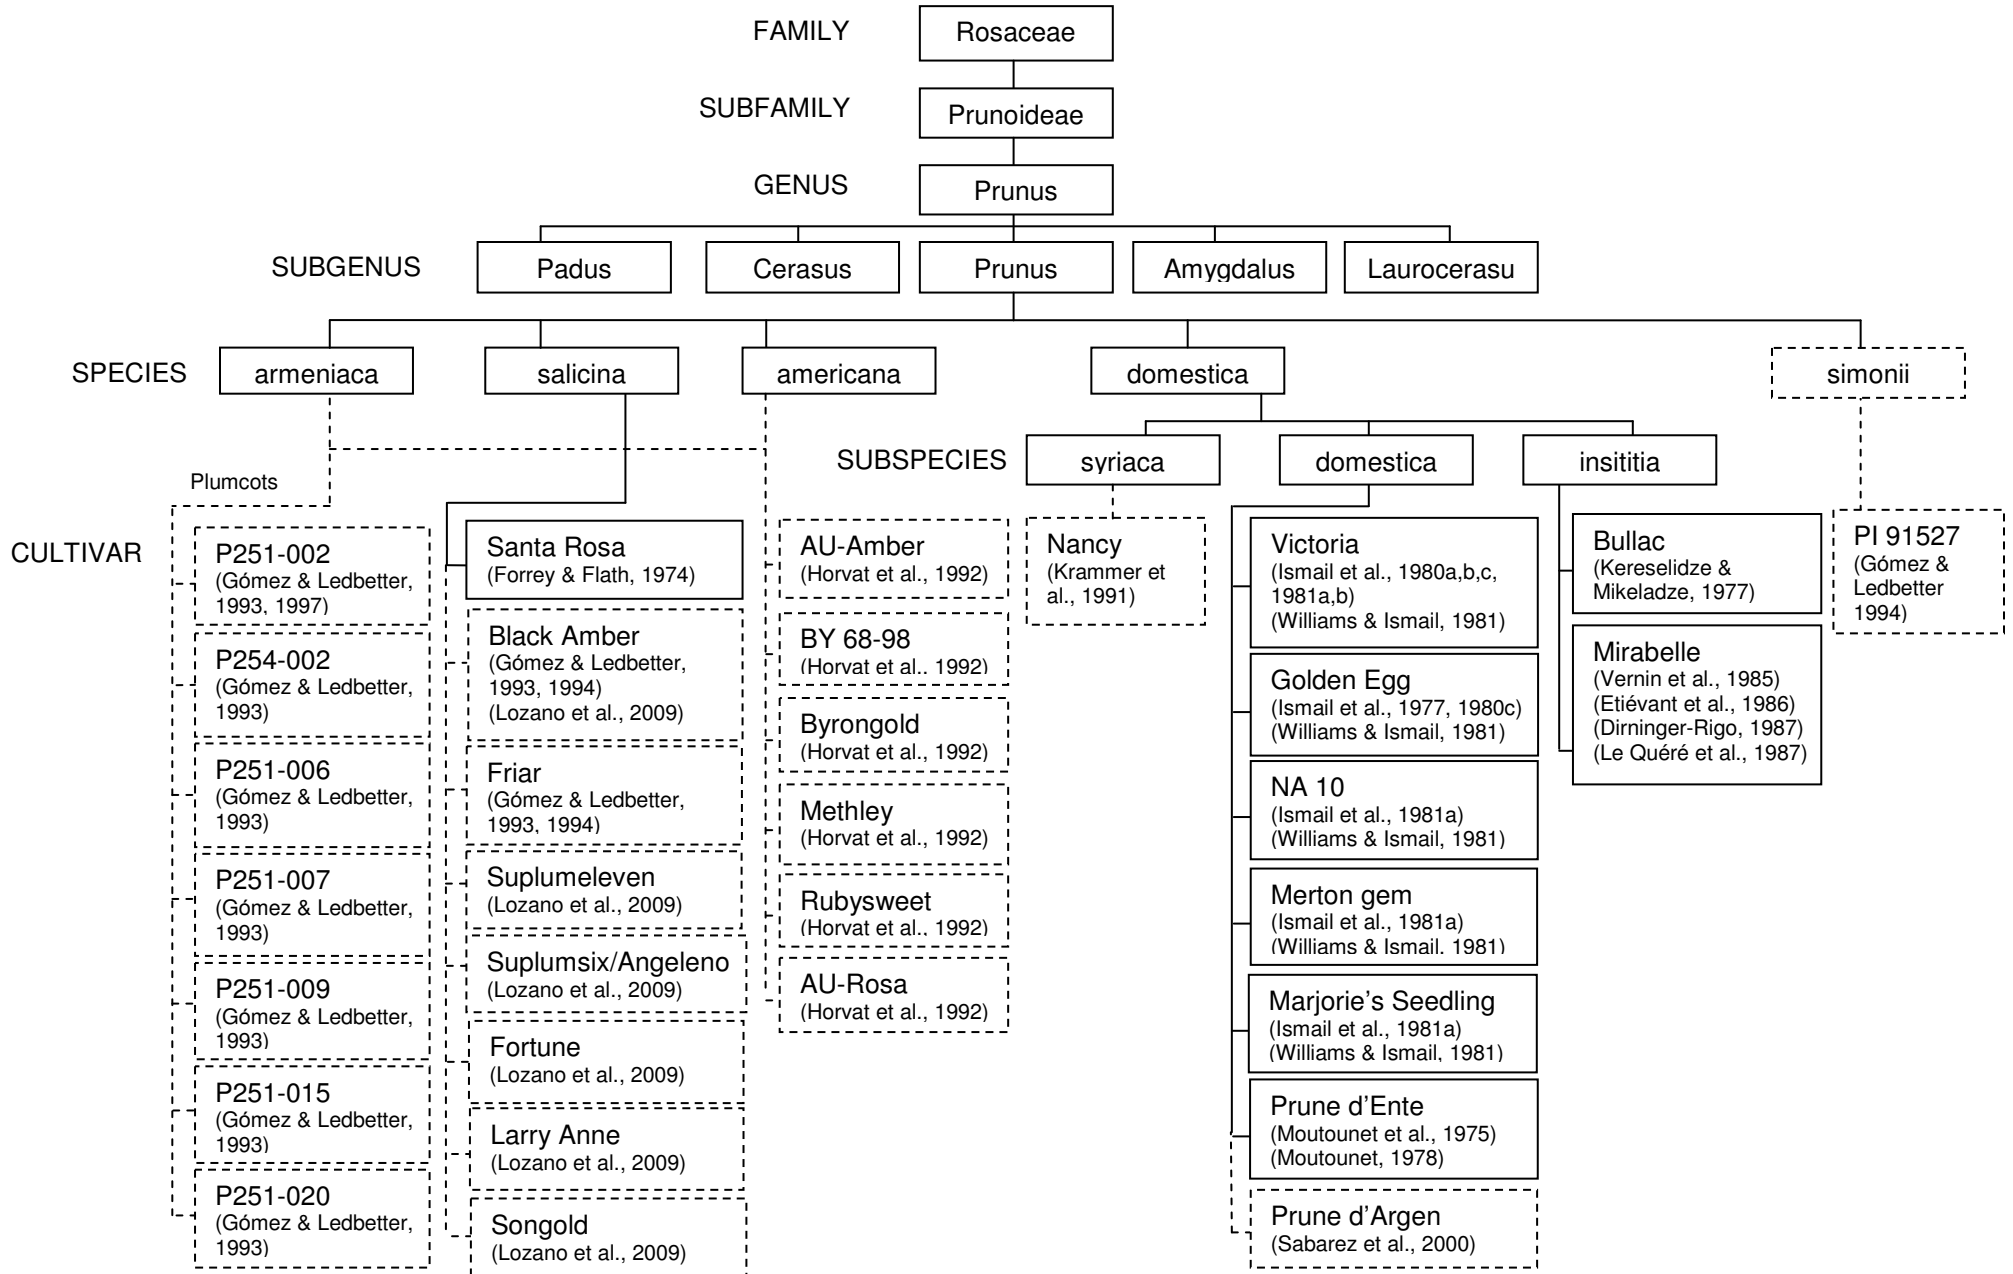 FAMILY
Rosaceae
SUBFAMILY
Prunoideae
GENUS
Prunus
SUBGENUS
Padus
Cerasus
Prunus
Amygdalus
Laurocerasu
SPECIES
armeniaca
salicina
americana
domestica
simonii
SUBSPECIES
syriaca
domestica
insititia
Plumcots
CULTIVAR
P251-002
(Gómez & Ledbetter,
1993, 1997)
P254-002
(Gómez & Ledbetter,
1993)
P251-006
(Gómez & Ledbetter,
1993)
P251-007
(Gómez & Ledbetter,
1993)
P251-009
(Gómez & Ledbetter,
1993)
P251-015
(Gómez & Ledbetter,
1993)
P251-020
(Gómez & Ledbetter,
1993)
Santa Rosa
(Forrey & Flath, 1974)
Black Amber
(Gómez & Ledbetter,
1993, 1994)
(Lozano et al., 2009)
Friar
(Gómez & Ledbetter,
1993, 1994)
Suplumeleven
(Lozano et al., 2009)
Suplumsix/Angeleno
(Lozano et al., 2009)
Fortune
(Lozano et al., 2009)
Larry Anne
(Lozano et al., 2009)
Songold
(Lozano et al., 2009)
AU-Amber
(Horvat et al., 1992)
BY 68-98
(Horvat et al., 1992)
Byrongold
(Horvat et al., 1992)
Methley
(Horvat et al., 1992)
Rubysweet
(Horvat et al., 1992)
AU-Rosa
(Horvat et al., 1992)
Nancy
(Krammer et
al., 1991)
Victoria
(Ismail et al., 1980a,b,c,
1981a,b)
(Williams & Ismail, 1981)
Golden Egg
(Ismail et al., 1977, 1980c)
(Williams & Ismail, 1981)
NA 10
(Ismail et al., 1981a)
(Williams & Ismail, 1981)
Merton gem
(Ismail et al., 1981a)
(Williams & Ismail, 1981)
Marjorie's Seedling
(Ismail et al., 1981a)
(Williams & Ismail, 1981)
Prune d'Ente
(Moutounet et al., 1975)
(Moutounet, 1978)
Prune d'Argen
(Sabarez et al., 2000)
Bullac
(Kereselidze &
Mikeladze, 1977)
Mirabelle
(Vernin et al., 1985)
(Etiévant et al., 1986)
(Dirninger-Rigo, 1987)
(Le Quéré et al., 1987)
PI 91527
(Gómez &
Ledbetter
1994)